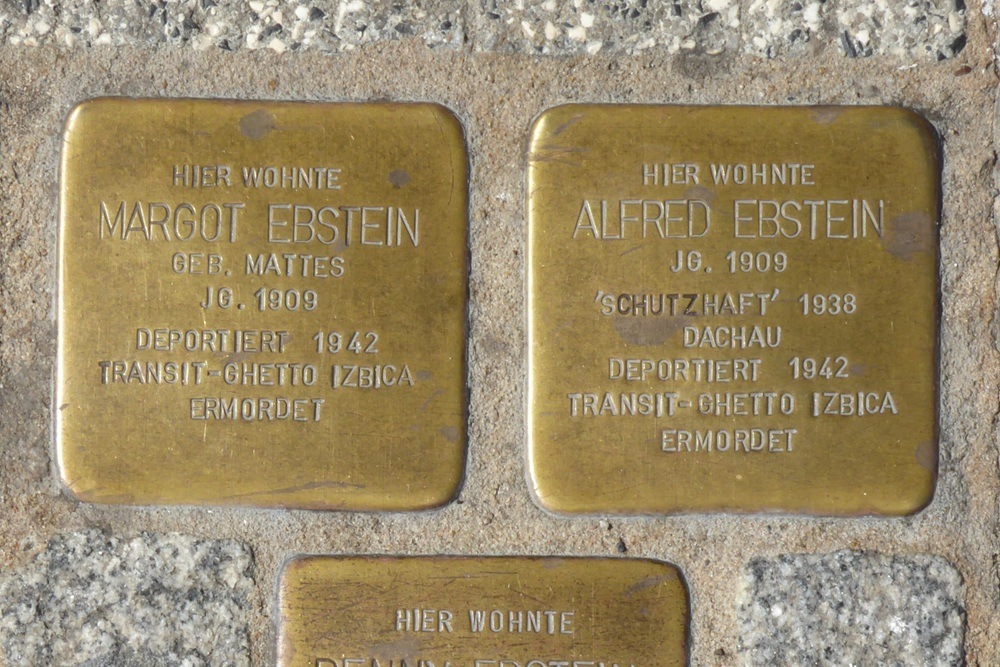 HIER WOHNTE
MARGOT EBSTEIN
GEB. MATTES
JG. 1909
DEPORTIERT 1942
TRANSIT-GHETTO IZBICA
ERMORDET
HIER WOHNTE
ALFRED EBSTEIN
JG. 1909
'SCHUTZHAFT' 1938
DACHAU
DEPORTIERT 1942
TRANSIT-GHETTO IZBICA
ERMORDET
HIER WOHNTE
EBSTEIN